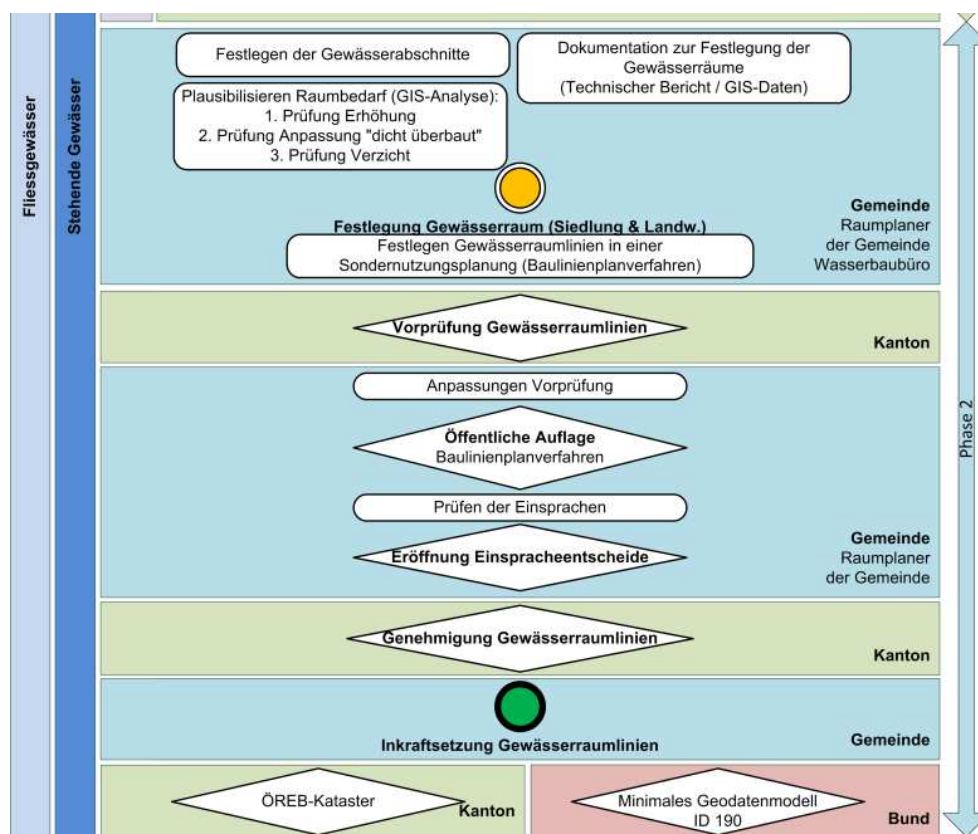 Fliessgewässer
Stehende Gewässer
Festlegen der Gewässerabschnitte
Dokumentation zur Festlegung der
Gewässerräume
(Technischer Bericht / GIS-Daten)
Plausibilisieren Raumbedarf (GIS-Analyse):
1. Prüfung Erhöhung
2. Prüfung Anpassung "dicht überbaut"
3. Prüfung Verzicht
Festlegung Gewässerraum (Siedlung & Landw.)
Festlegen Gewässerraumlinien in einer
Sondernutzungsplanung (Baulinienplanverfahren)
Gemeinde
Raumplaner
der Gemeinde
Wasserbaubüro
Vorprüfung Gewässerraumlinien
Kanton
Anpassungen Vorprüfung
Öffentliche Auflage
Baulinienplanverfahren
Prüfen der Einsprachen
Eröffnung Einspracheentscheide
Gemeinde
Raumplaner
der Gemeinde
Genehmigung Gewässerraumlinien
Kanton
Inkraftsetzung Gewässerraumlinien
Gemeinde
ÖREB-Kataster
Kanton
Minimales Geodatenmodell
ID 190
Bund
Phase 2